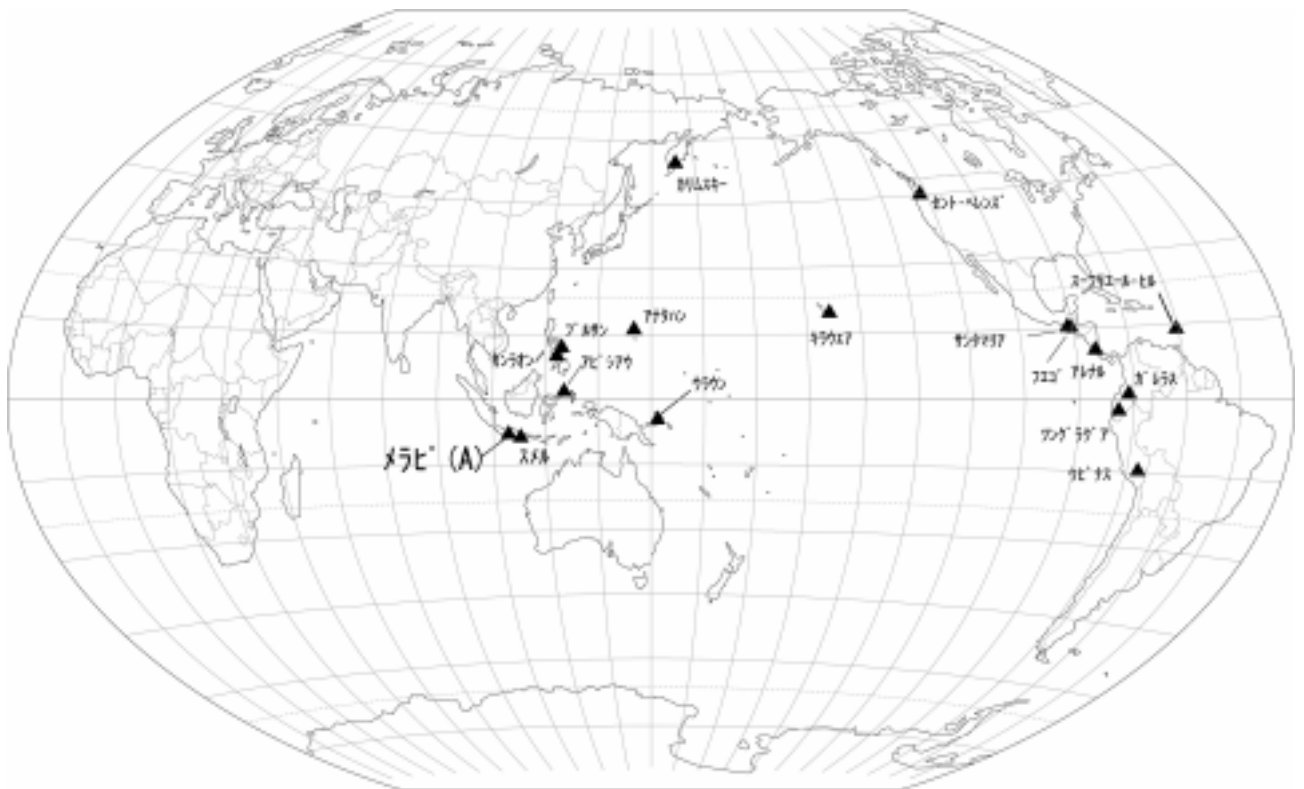 カリムスキー
セント・ヘレンズ
スーフリエール・ヒル
アナタハン
キラウエア
ブルサン
サンタマリア
カンラオン
フエゴ
アレナル
アピシアウ
ガレラス
ウラウン
ツングラグア
メラピ(A)
スメル
ウビナス